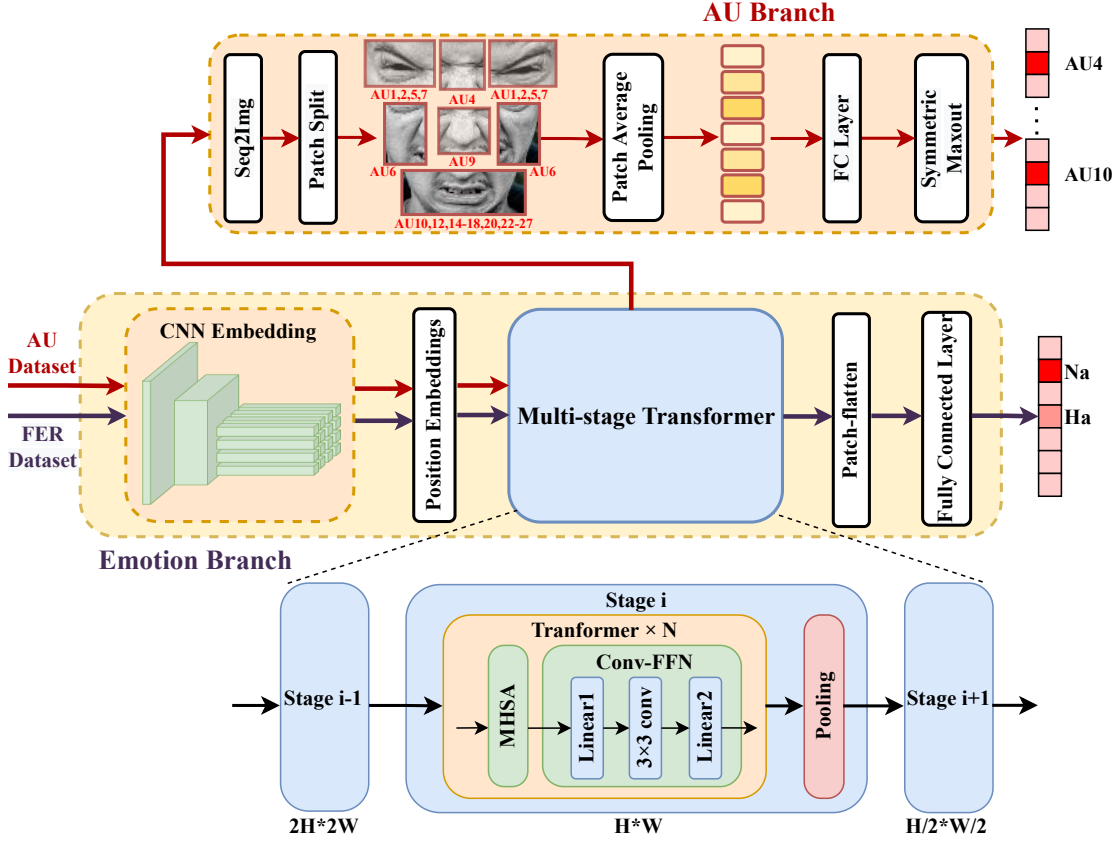 AU Branch
Seq2Img
Patch Split
AU1,2,5,7
AU4
AU1,2,5,7
AU6
AU9
AU6
AU10,12,14-18,20,22-27
Patch Average
Pooling
FC Layer
Symmetric
Maxout
AU4
AU10
AU
Dataset
FER
Dataset
CNN Embedding
Position Embeddings
Multi-stage Transformer
Patch-flatten
Fully Connected Layer
Na
Ha
Emotion Branch
Stage i-1
Stage i
Tranformer × N
MHSA
Conv-FFN
Linear1
3×3 conv
Linear2
Pooling
Stage i+1
2H*2W
H*W
H/2*W/2